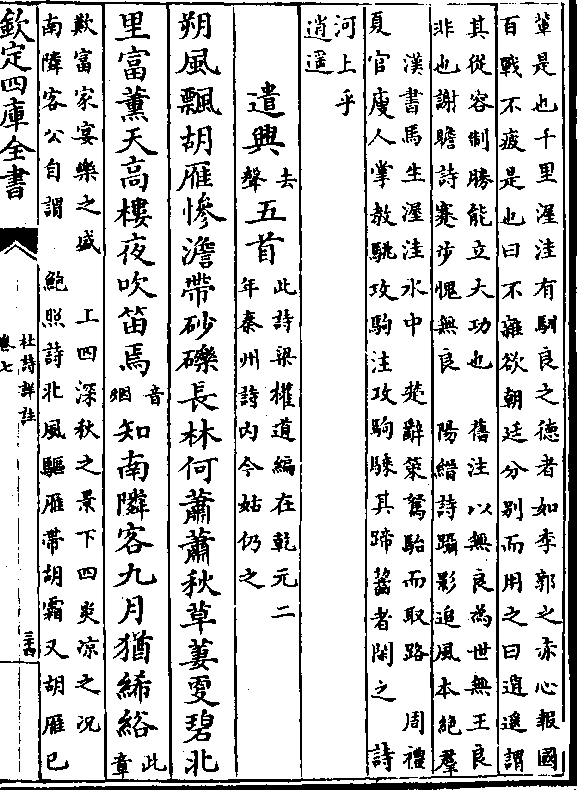 輩是也千里渥洼有馴良之德者如李郭之赤心報國
百戰不疲是也曰不雜欲朝廷分别而用之曰逍遥謂
其從容制勝能立大功也　舊注以無良為世無王良
非也謝瞻詩蹇步愧無良　陽縉詩躡影追風本絶羣
漢書馬生渥洼水中　楚辭策駑駘而取路　周禮
夏官廋人掌教駣攻駒注攻駒騬其蹄齧者閑之　詩
河上乎
逍遥
遣興去聲五首此詩梁權道編在乾元二
年秦州詩内今姑仍之
朔風飄胡雁慘澹帶砂礫長林何蕭蕭秋草萋更碧北
里富薰天高樓夜吹笛焉音烟知南隣客九月猶絺綌此章
歎富家宴樂之盛　上四深秋之景下四炎凉之况
南隣客公自謂　鮑照詩北風驅雁帶胡霜又胡雁已
欽定四庫全書
杜詩詳註
卷七
三十四